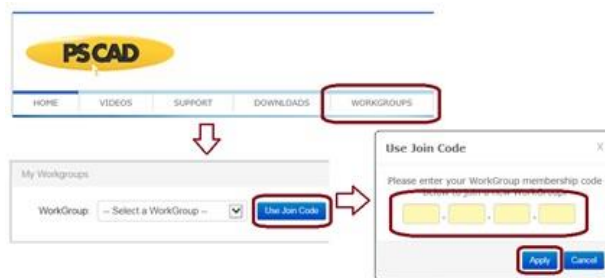 PSCAD
HOME VIDEOS SUPPORT DOWNLOADS WORKGROUPS
My Workgroups
WorkGroup -- Select a WorkGroup -- Use Join Code
Use Join Code X
Please enter your WorkGroup membership code
below to join a new WorkGroup
- - -
Apply Cancel